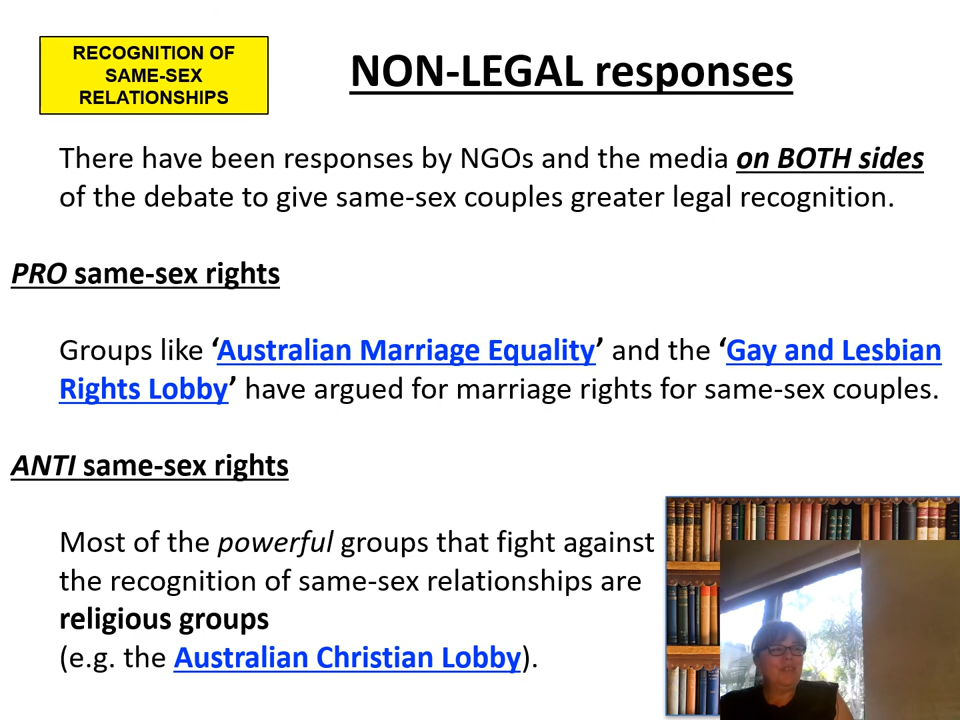 RECOGNITION OF
SAME-SEX
RELATIONSHIPS
NON-LEGAL responses
There have been responses by NGOs and the media on BOTH sides
of the debate to give same-sex couples greater legal recognition.
PRO same-sex rights
Groups like ‘Australian Marriage Equality’ and the ‘Gay and Lesbian
Rights Lobby’ have argued for marriage rights for same-sex couples.
ANTI same-sex rights
Most of the powerful groups that fight against
the recognition of same-sex relationships are
religious groups
(e.g. the Australian Christian Lobby).